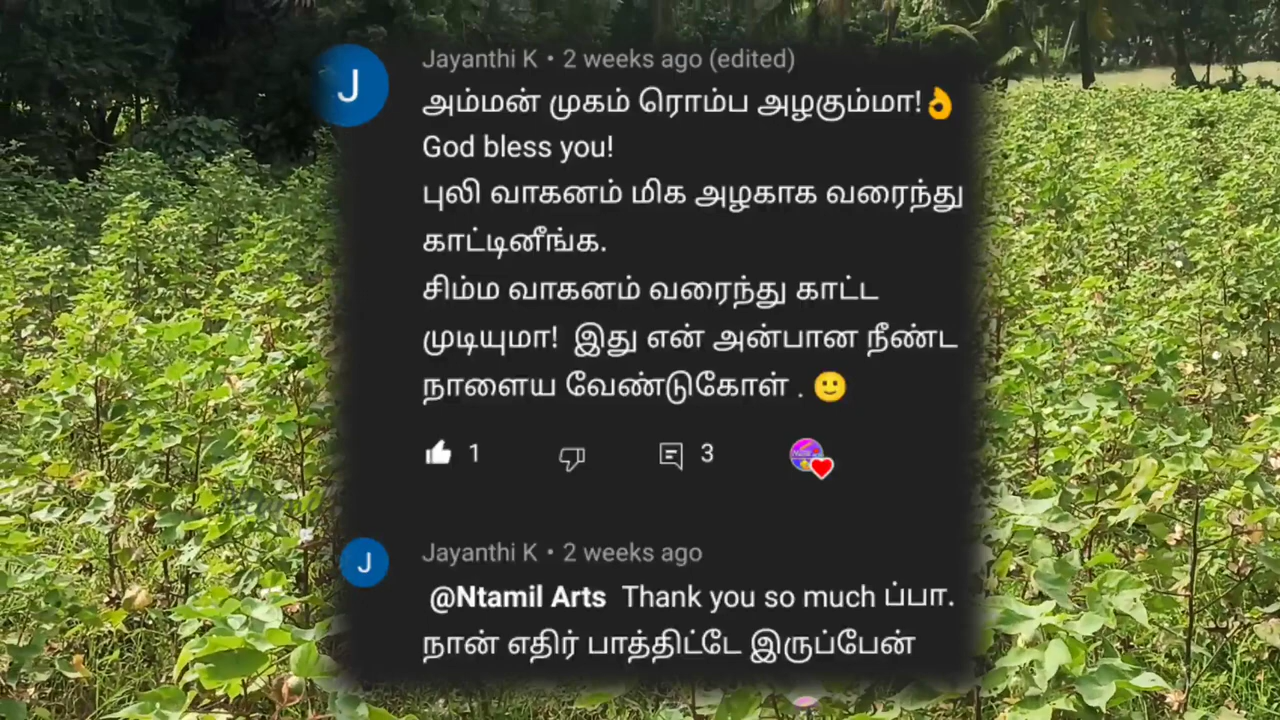 J
Jayanthi K • 2 weeks ago (edited)
அம்மன் முகம் ரொம்ப அழகும்மா!👌
God bless you!
புலி வாகனம் மிக அழகாக வரைந்து
காட்டினீங்க.
சிம்ம வாகனம் வரைந்து காட்ட
முடியுமா! இது என் அன்பான நீண்ட
நாளைய வேண்டுகோள் . 🙂
1 3
J
Jayanthi K • 2 weeks ago
@Ntamil Arts Thank you so much ப்பா.
நான் எதிர் பாத்திட்டே இருப்பேன்